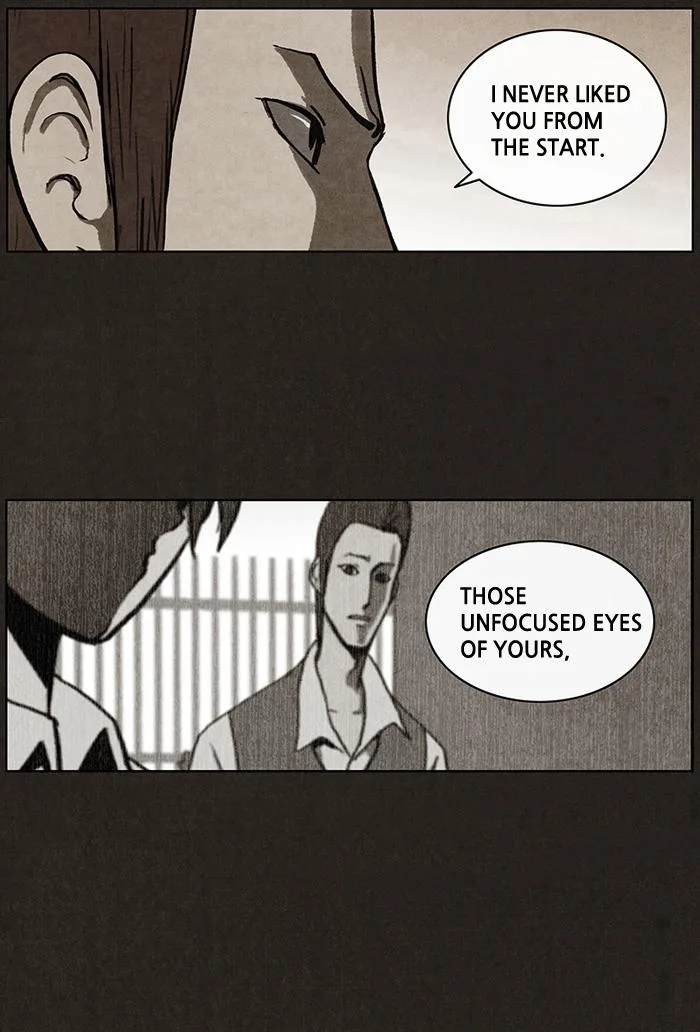 I NEVER LIKED
YOU FROM
THE START.
THOSE
UNFOCUSED EYES
OF YOURS,